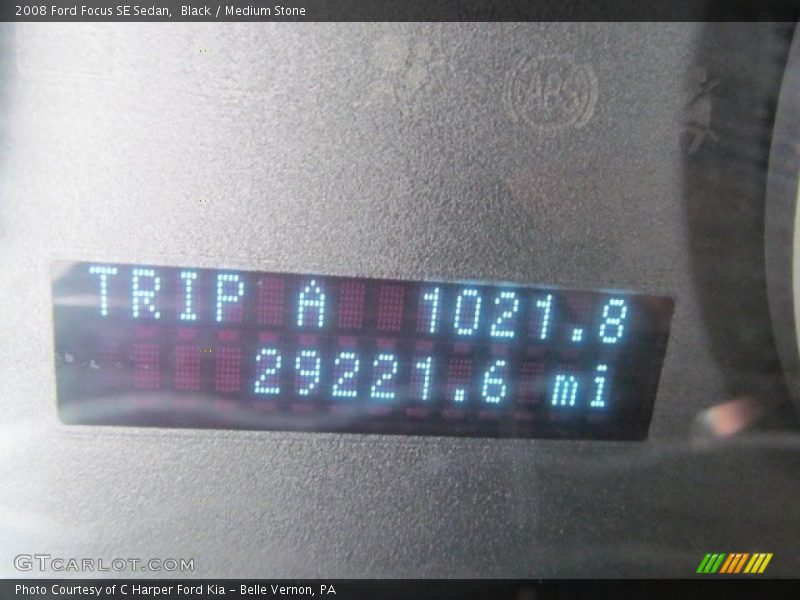 2008 Ford Focus SE Sedan,  Black / Medium Stone
ABS
TRIP A 1021.8
29221.6 mi
GTCARLOT.COM
Photo Courtesy of C Harper Ford Kia - Belle Vernon, PA